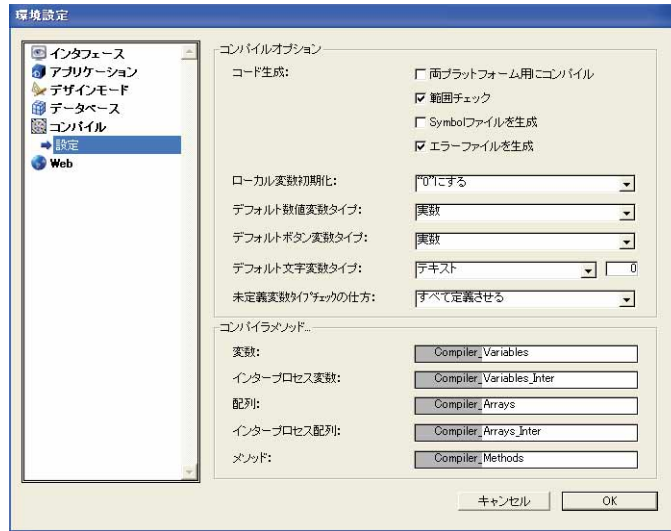 環境設定
インタフェース
アプリケーション
デザインモード
データベース
コンパイル
設定
Web
コンパイルオプション
コード生成:
両プラットフォーム用にコンパイル
範囲チェック
Symbolファイルを生成
エラーファイルを生成
ローカル変数初期化: "0"にする
デフォルト数値変数タイプ: 実数
デフォルトボタン変数タイプ: 実数
デフォルト文字変数タイプ: テキスト 0
未定義変数タイプチェックの仕方: すべて定義させる
コンパイラメソッド...
変数: Compiler_Variables
インタープロセス変数: Compiler_Variables_Inter
配列: Compiler_Arrays
インタープロセス配列: Compiler_Arrays_Inter
メソッド: Compiler_Methods
キャンセル OK